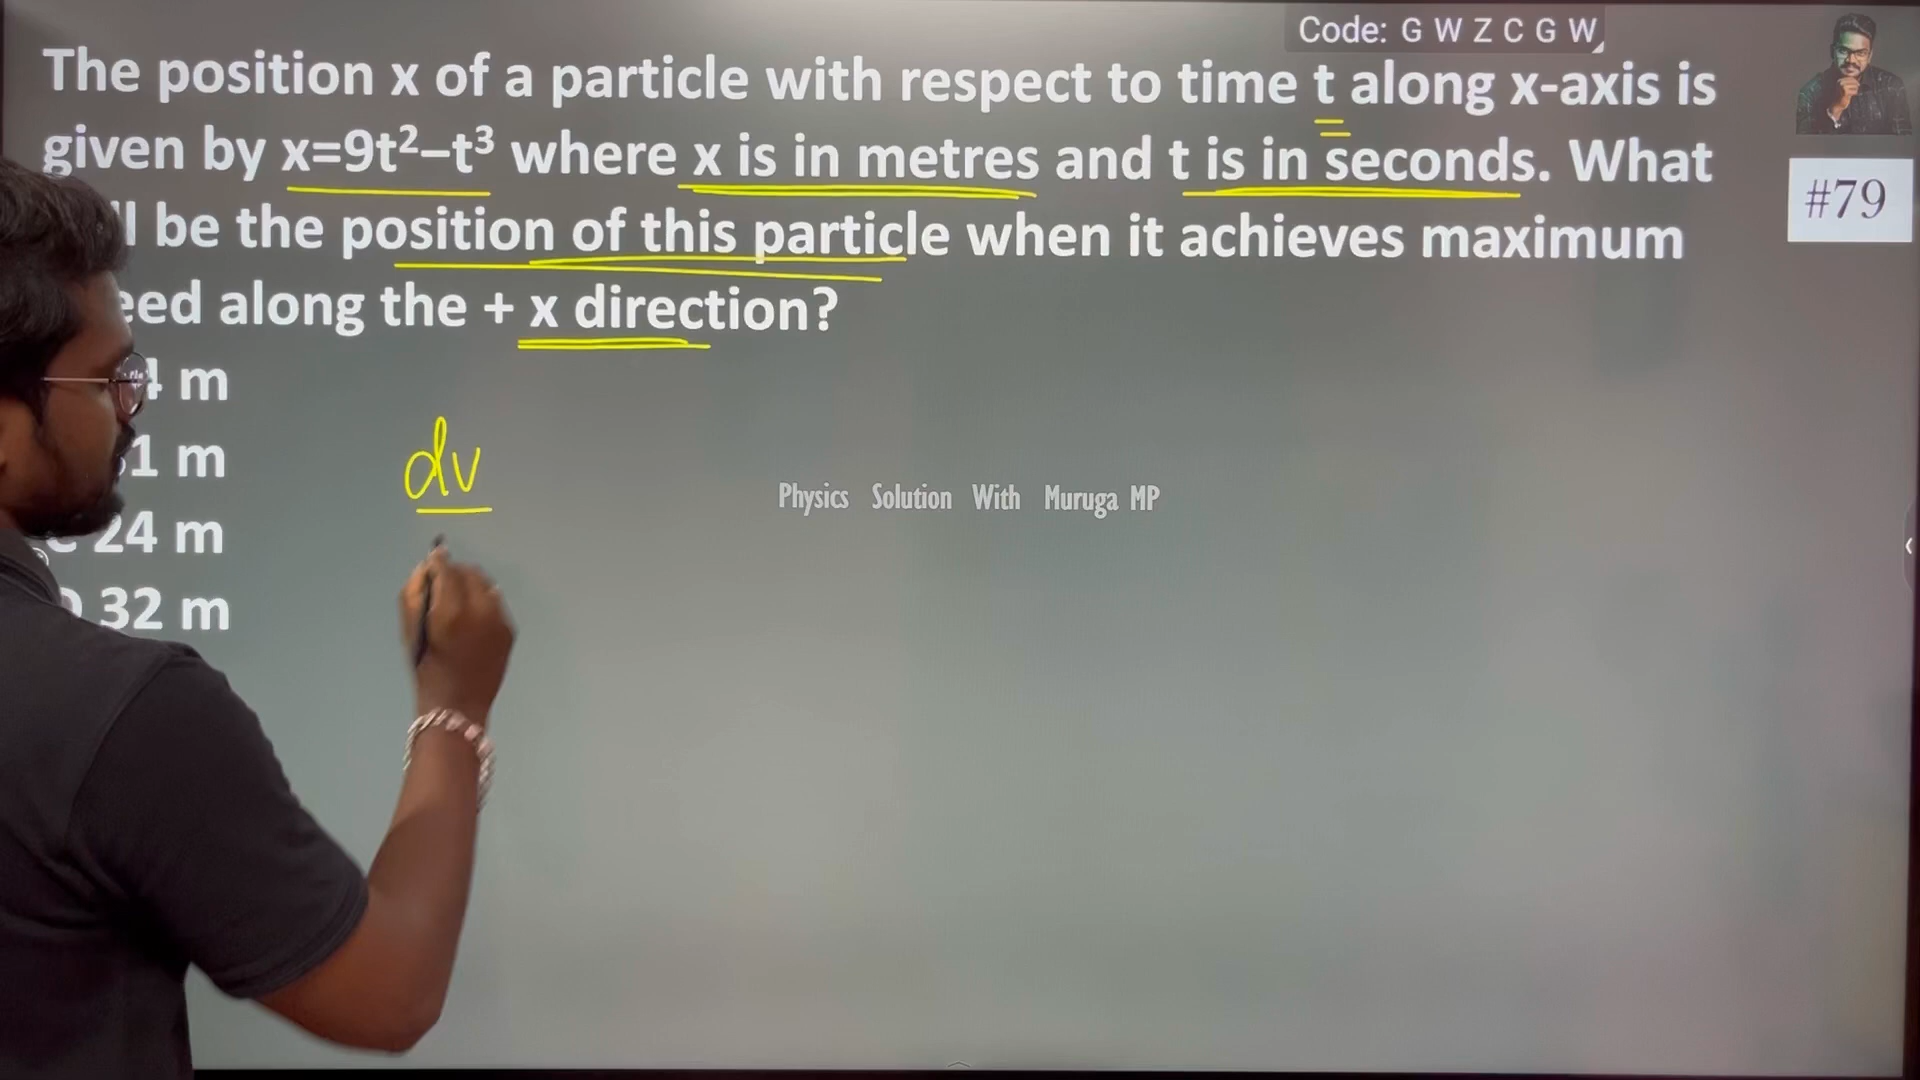 Code: G W Z C G W
The position x of a particle with respect to time t along x-axis is
given by x=9t²–t³ where x is in metres and t is in seconds. What
be the position of this particle when it achieves maximum
along the + x direction?
#79
m
m
24 m
32 m
dv
Physics Solution With Muruga MP